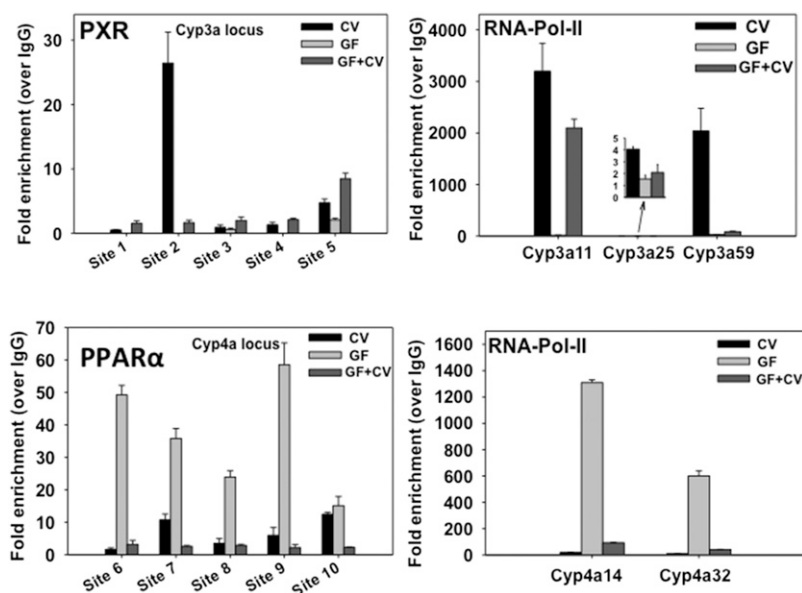 PXR
Cyp3a locus
CV
GF
GF+CV
Fold enrichment (over IgG)
30
20
10
0
Site 1
Site 2
Site 3
Site 4
Site 5
RNA-Pol-II
CV
GF
GF+CV
Fold enrichment (over IgG)
4000
3000
2000
1000
0
5
4
3
2
1
0
Cyp3a11
Cyp3a25
Cyp3a59
PPARα
Cyp4a locus
CV
GF
GF+CV
Fold enrichment (over IgG)
70
60
50
40
30
20
10
0
Site 6
Site 7
Site 8
Site 9
Site 10
RNA-Pol-II
CV
GF
GF+CV
Fold enrichment (over IgG)
1600
1400
1200
1000
800
600
400
200
0
Cyp4a14
Cyp4a32